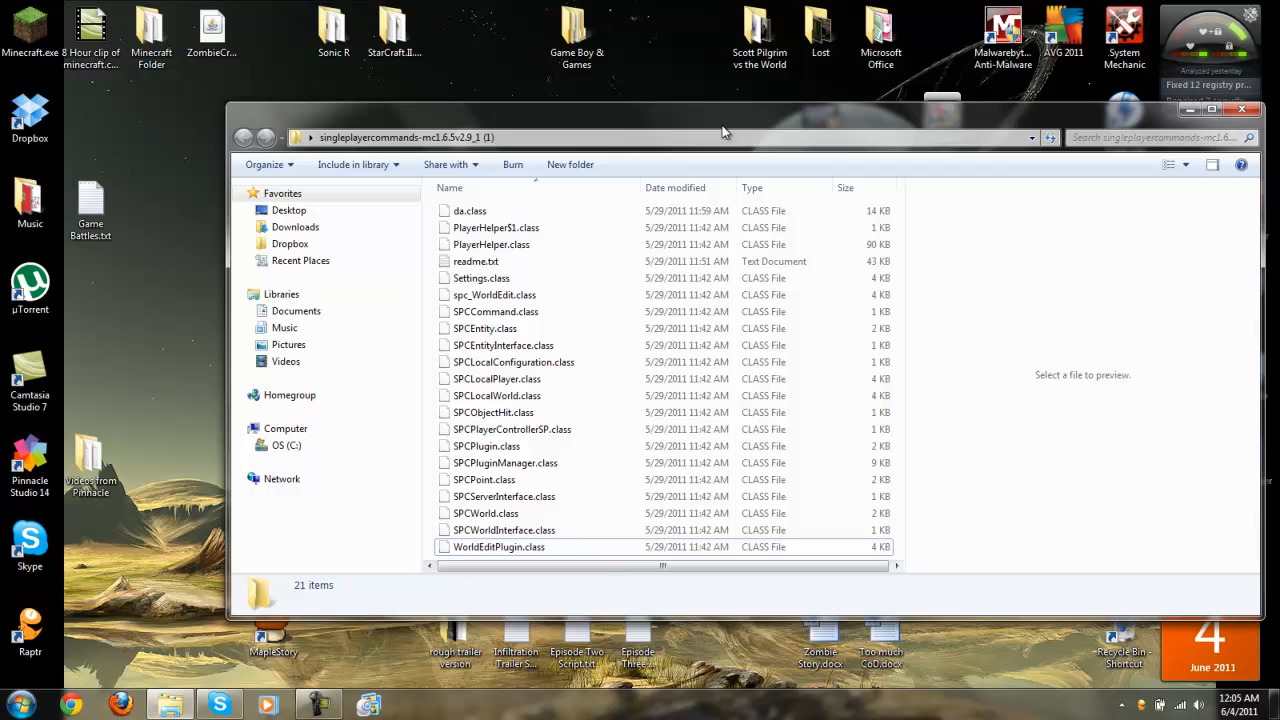 Minecraft.exe
8 Hour clip of
minecraft.c...
Minecraft
Folder
ZombieCr...
Sonic R
StarCraft.II....
Game Boy &
Games
Scott Pilgrim
vs the World
Lost
Microsoft
Office
Malwarebyt...
Anti-Malware
AVG 2011
System
Mechanic
Analyzed yesterday
Fixed 12 registry pr...
Dropbox
Music
Game
Battles.txt
µTorrent
Camtasia
Studio 7
Pinnacle
Studio 14
Videos from
Pinnacle
Skype
Raptr
singleplayercommands-mc1.6.5v2.9_1 (1)
Search singleplayercommands-mc1.6....
Organize
Include in library
Share with
Burn
New folder
Favorites
Desktop
Downloads
Dropbox
Recent Places
Libraries
Documents
Music
Pictures
Videos
Homegroup
Computer
OS (C:)
Network
Name Date modified Type Size
da.class 5/29/2011 11:59 AM CLASS File 14 KB
PlayerHelper$1.class 5/29/2011 11:42 AM CLASS File 1 KB
PlayerHelper.class 5/29/2011 11:42 AM CLASS File 90 KB
readme.txt 5/29/2011 11:51 AM Text Document 43 KB
Settings.class 5/29/2011 11:42 AM CLASS File 4 KB
spc_WorldEdit.class 5/29/2011 11:42 AM CLASS File 4 KB
SPCCommand.class 5/29/2011 11:42 AM CLASS File 1 KB
SPCEntity.class 5/29/2011 11:42 AM CLASS File 2 KB
SPCEntityInterface.class 5/29/2011 11:42 AM CLASS File 1 KB
SPCLocalConfiguration.class 5/29/2011 11:42 AM CLASS File 1 KB
SPCLocalPlayer.class 5/29/2011 11:42 AM CLASS File 4 KB
SPCLocalWorld.class 5/29/2011 11:42 AM CLASS File 4 KB
SPCObjectHit.class 5/29/2011 11:42 AM CLASS File 1 KB
SPCPlayerControllerSP.class 5/29/2011 11:42 AM CLASS File 1 KB
SPCPlugin.class 5/29/2011 11:42 AM CLASS File 2 KB
SPCPluginManager.class 5/29/2011 11:42 AM CLASS File 9 KB
SPCPoint.class 5/29/2011 11:42 AM CLASS File 2 KB
SPCServerInterface.class 5/29/2011 11:42 AM CLASS File 1 KB
SPCWorld.class 5/29/2011 11:42 AM CLASS File 2 KB
SPCWorldInterface.class 5/29/2011 11:42 AM CLASS File 1 KB
WorldEditPlugin.class 5/29/2011 11:42 AM CLASS File 4 KB
Select a file to preview.
21 items
MapleStory
rough trailer
version
Infiltration
Trailer S...
Episode Two
Script.txt
Episode
Three ...
Zombie
Story.docx
Too much
CoD.docx
Recycle Bin -
Shortcut
4
June 2011
12:05 AM
6/4/2011